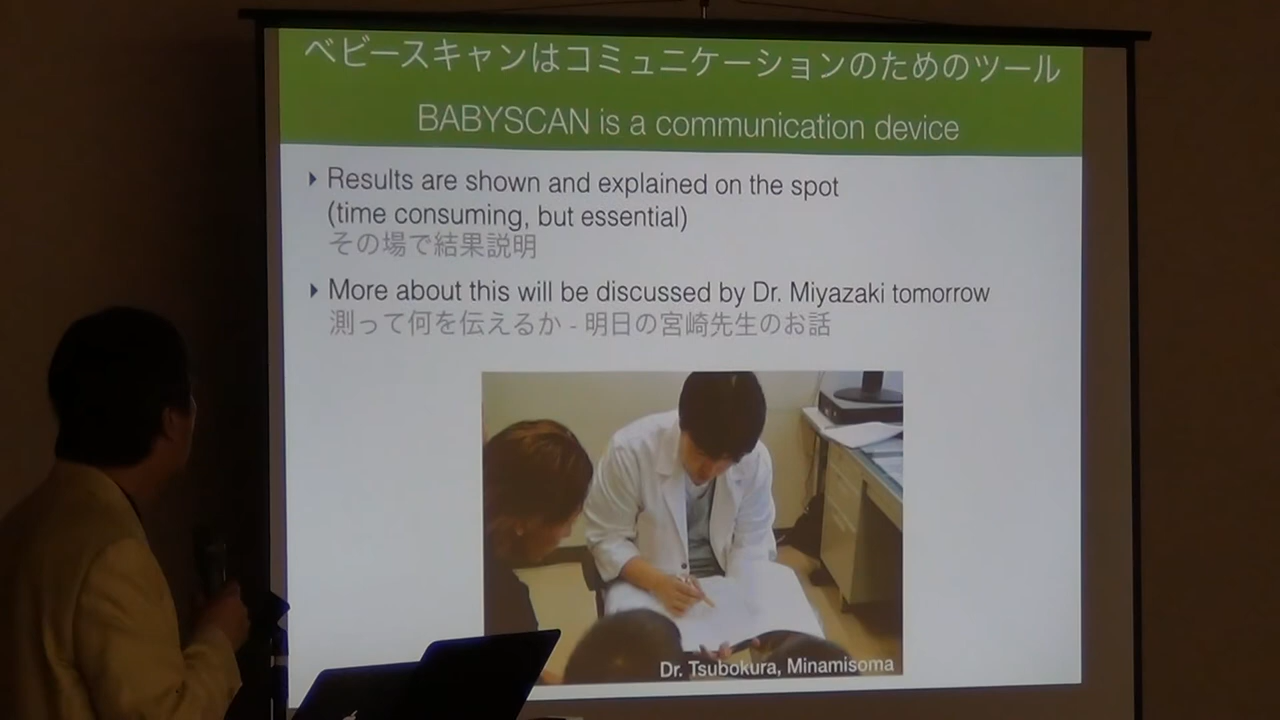 ベビースキャンはコミュニケーションのためのツール
BABYSCAN is a communication device
Results are shown and explained on the spot
(time consuming, but essential)
その場で結果説明
More about this will be discussed by Dr. Miyazaki tomorrow
測って何を伝えるか - 明日の宮崎先生のお話
Dr. Tsubokura, Minamisoma